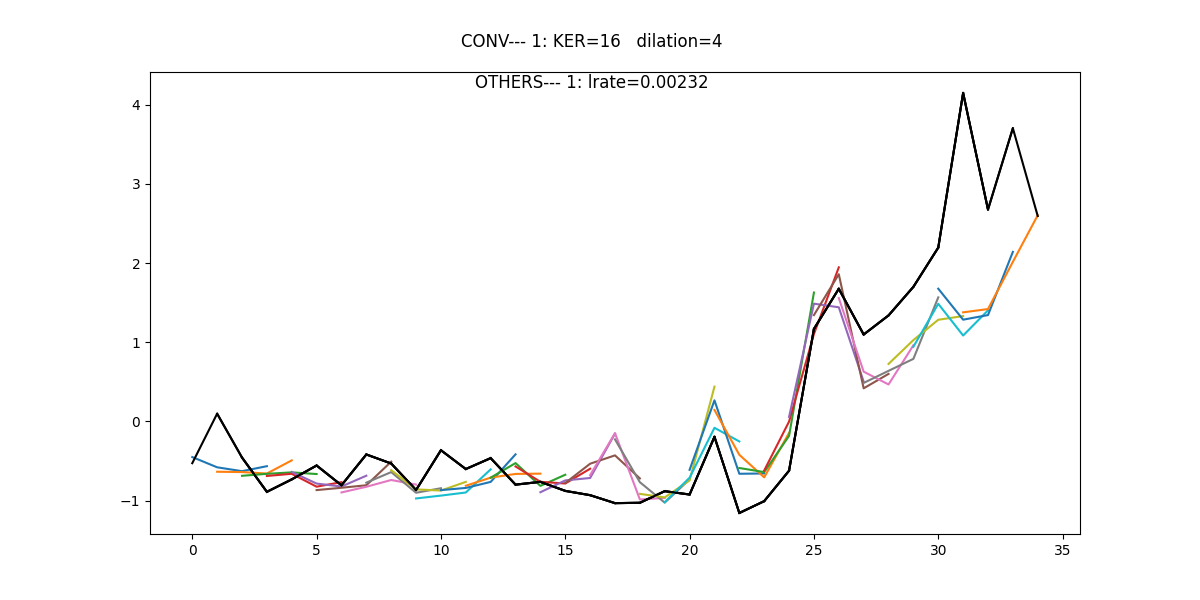 CONV--- 1: KER=16   dilation=4
OTHERS--- 1: lrate=0.00232
4
3
2
1
0
−1
0 5 10 15 20 25 30 35